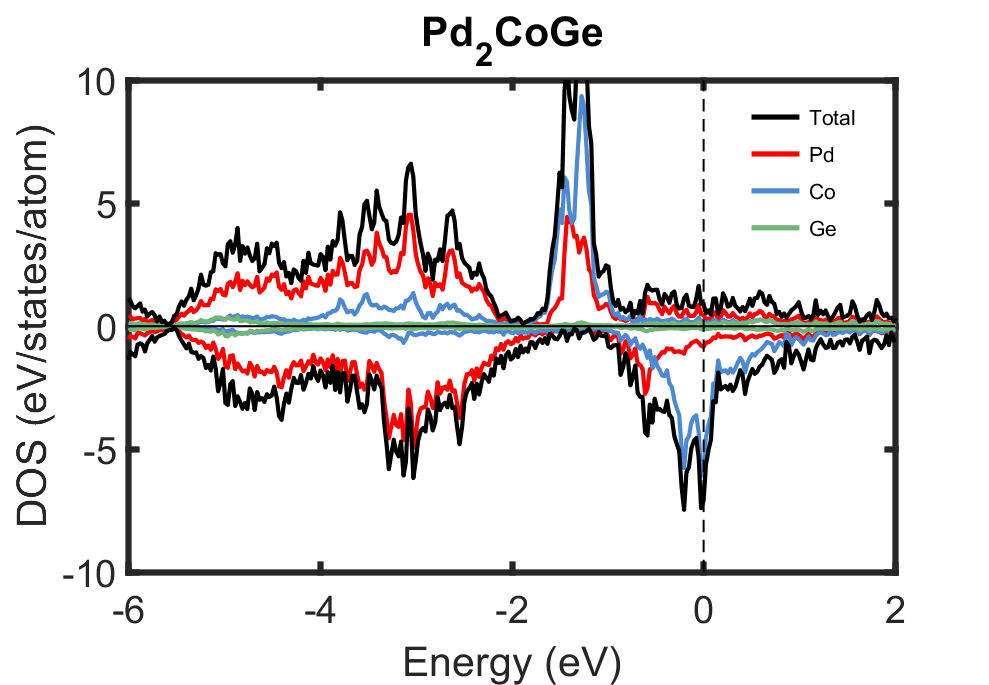 Pd2CoGe
10
5
0
-5
-10
DOS (eV/states/atom)
Total
Pd
Co
Ge
-6 -4 -2 0 2
Energy (eV)